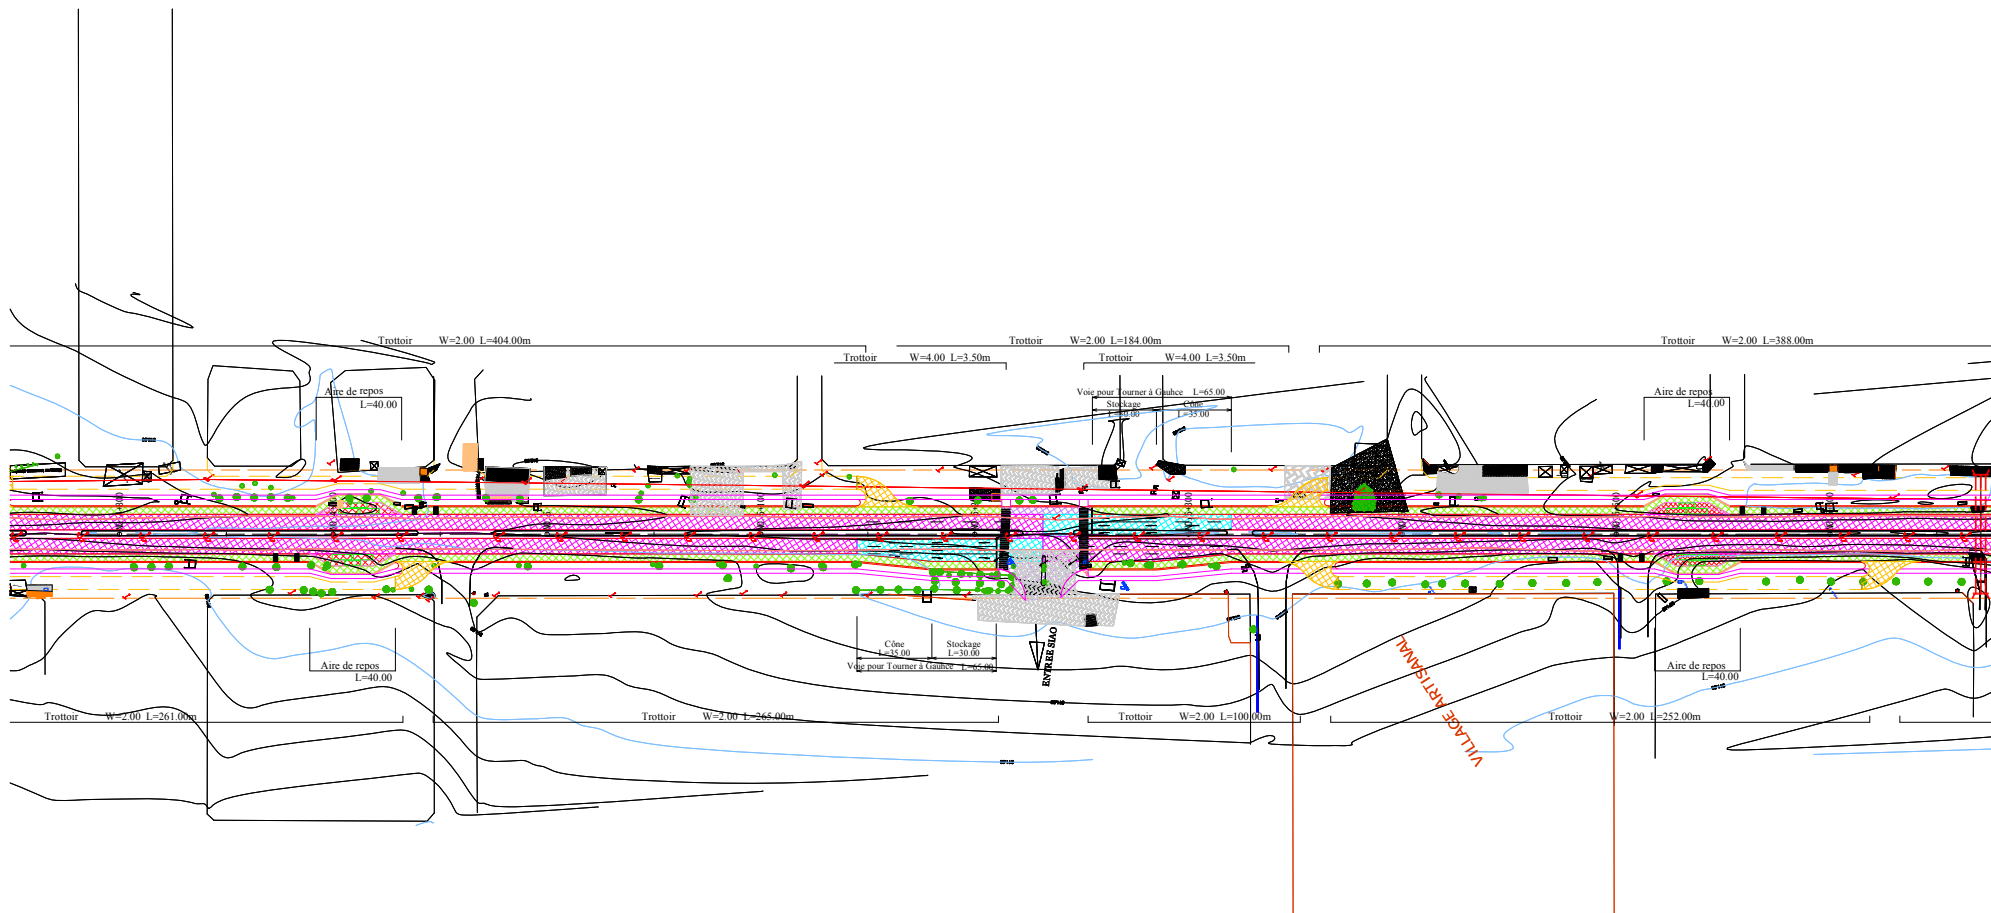 Trottoir W=2.00 L=404.00m
Trottoir W=2.00 L=184.00m
Trottoir W=2.00 L=388.00m
Trottoir W=4.00 L=3.50m
Trottoir W=4.00 L=3.50m
Aire de repos
L=40.00
Voie pour Tourner à Gauhce L=65.00
Stockage
Cône
L=35.00
Aire de repos
L=40.00
Cône
L=35.00
Stockage
L=30.00
Voie pour Tourner à Gauhce L=65.00
ENTREE SIAO
VILLAGE ARTISANAL
Aire de repos
L=40.00
Aire de repos
L=40.00
Trottoir W=2.00 L=261.00m
Trottoir W=2.00 L=265.00m
Trottoir W=2.00 L=100.00m
Trottoir W=2.00 L=252.00m